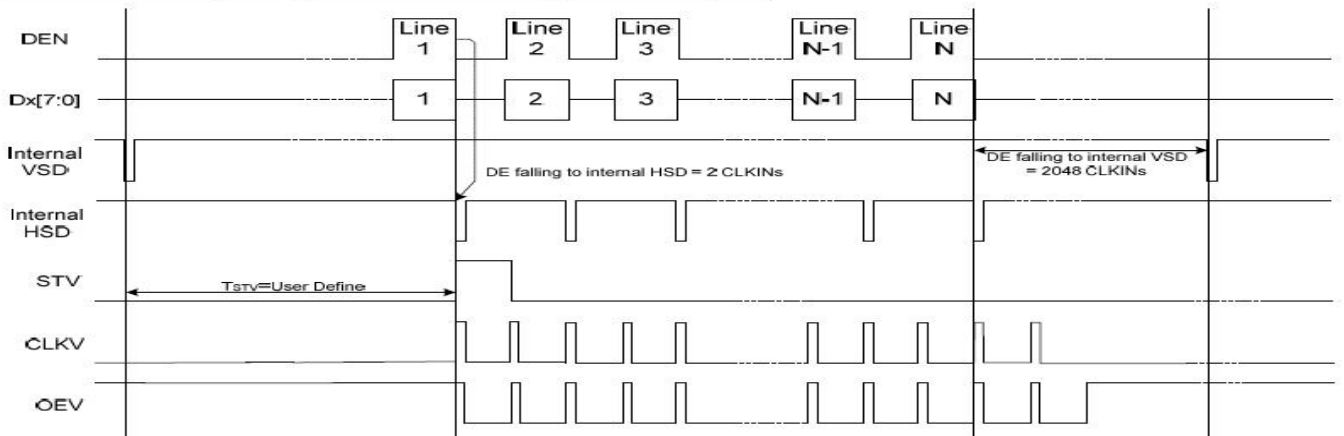 DEN
Line 1
Line 2
Line 3
Line N-1
Line N
Dx[7:0]
1
2
3
N-1
N
Internal VSD
DE falling to internal HSD = 2 CLKINs
DE falling to internal VSD
= 2048 CLKINs
Internal HSD
STV
TSTV=User Define
CLKV
OEV